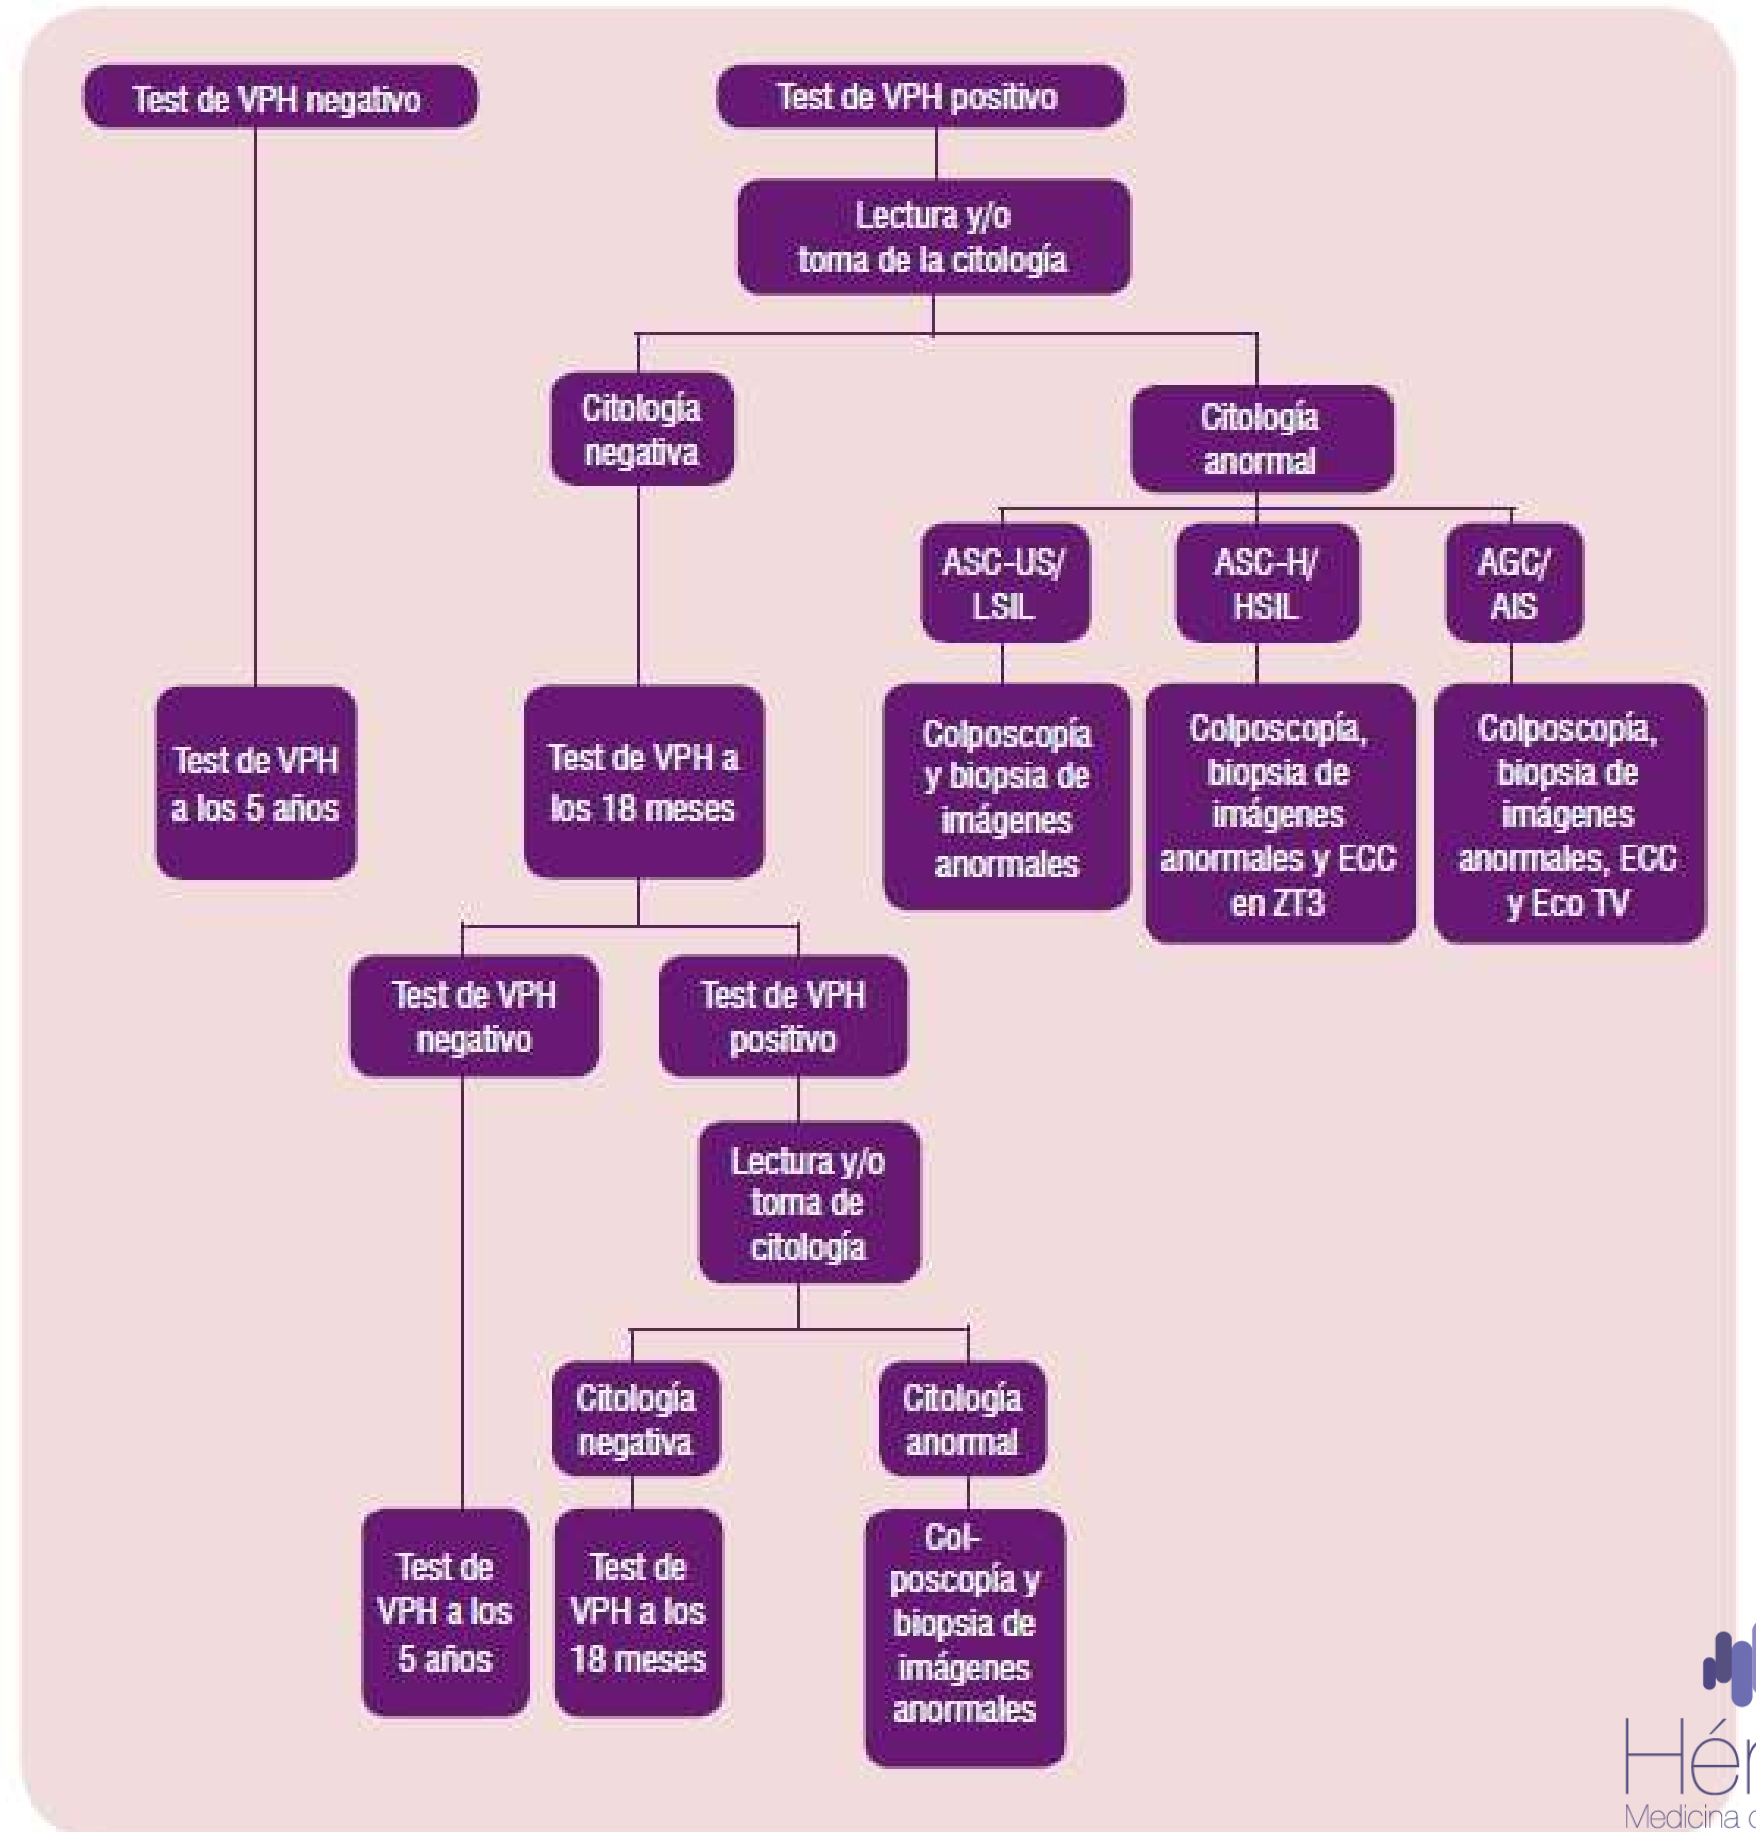 Test de VPH negativo
Test de VPH positivo
Lectura y/o
toma de la citología
Citología
negativa
Citología
anormal
ASC-US/
LSIL
ASC-H/
HSIL
AGC/
AIS
Test de VPH
a los 5 años
Test de VPH a
los 18 meses
Colposcopía
y biopsia de
imágenes
anormales
Colposcopía,
biopsia de
imágenes
anormales y ECC
en ZT3
Colposcopía,
biopsia de
imágenes
anormales, ECC
y Eco TV
Test de VPH
negativo
Test de VPH
positivo
Lectura y/o
toma de
citología
Citología
negativa
Citología
anormal
Test de
VPH a los
5 años
Test de
VPH a los
18 meses
Col-
poscopía y
biopsia de
imágenes
anormales
Medicina